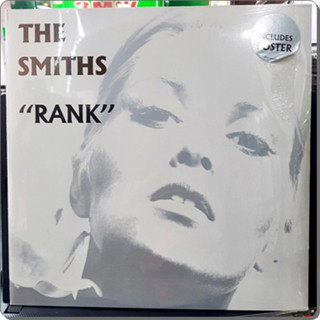 THE
SMITHS
“RANK”
INCLUDES
POSTER